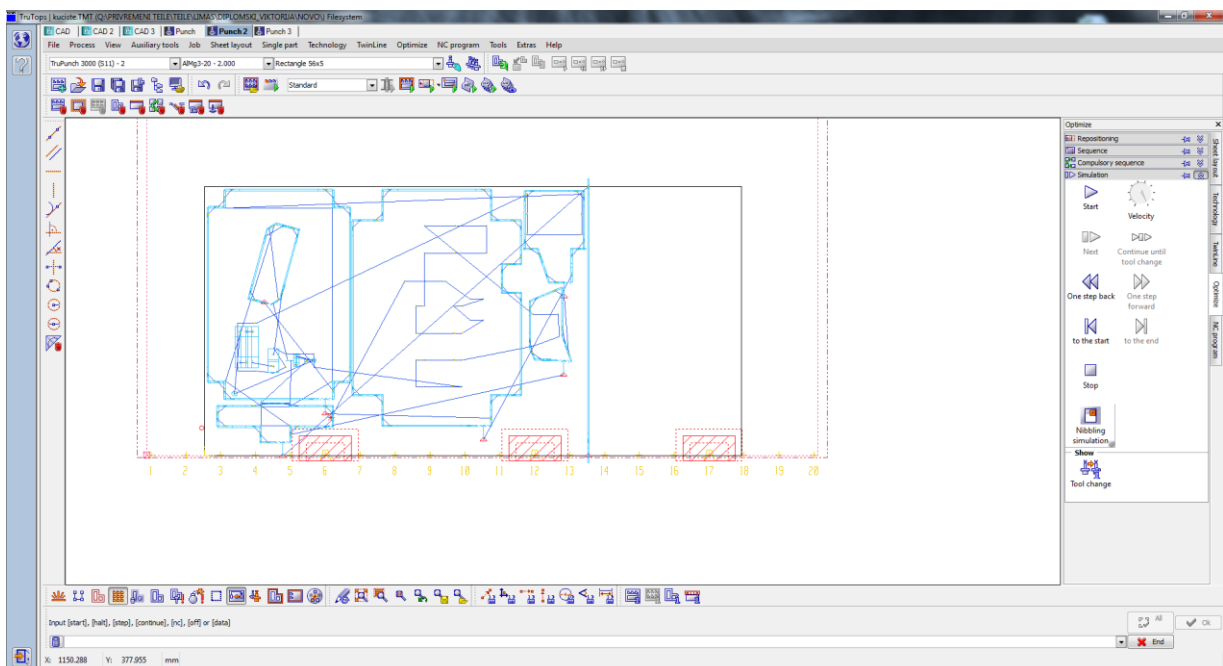 TruTops | kuciste.TMT (Q:\PRIVREMENI TEILE\TEILE\LIMAS\DIPLOMSKI_VIKTORIJA\NOVO\) Filesystem
CAD | CAD 2 | CAD 3 | Punch Punch 2 Punch 3 |
File Process View Auxiliary tools Job Sheet layout Single part Technology TwinLine Optimize NC program Tools Extras Help
TruPunch 3000 (S11) - 2 AlMg3-20 - 2.000 Rectangle 56x5
Standard
Optimize
Repositioning
Sequence
Compulsory sequence
Simulation
Start Velocity
Next Continue until
tool change
One step back One step
forward
to the start to the end
Stop
Nibbling
simulation
Show
Tool change
Sheet layout
Technology
TwinLine
Optimize
NC program
1 2 3 4 5 6 7 8 9 10 11 12 13 14 15 16 17 18 19 20
Input [start], [halt], [step], [continue], [nc], [off] or [data]
All Ok
End
X: 1150.288 Y: 377.955 mm